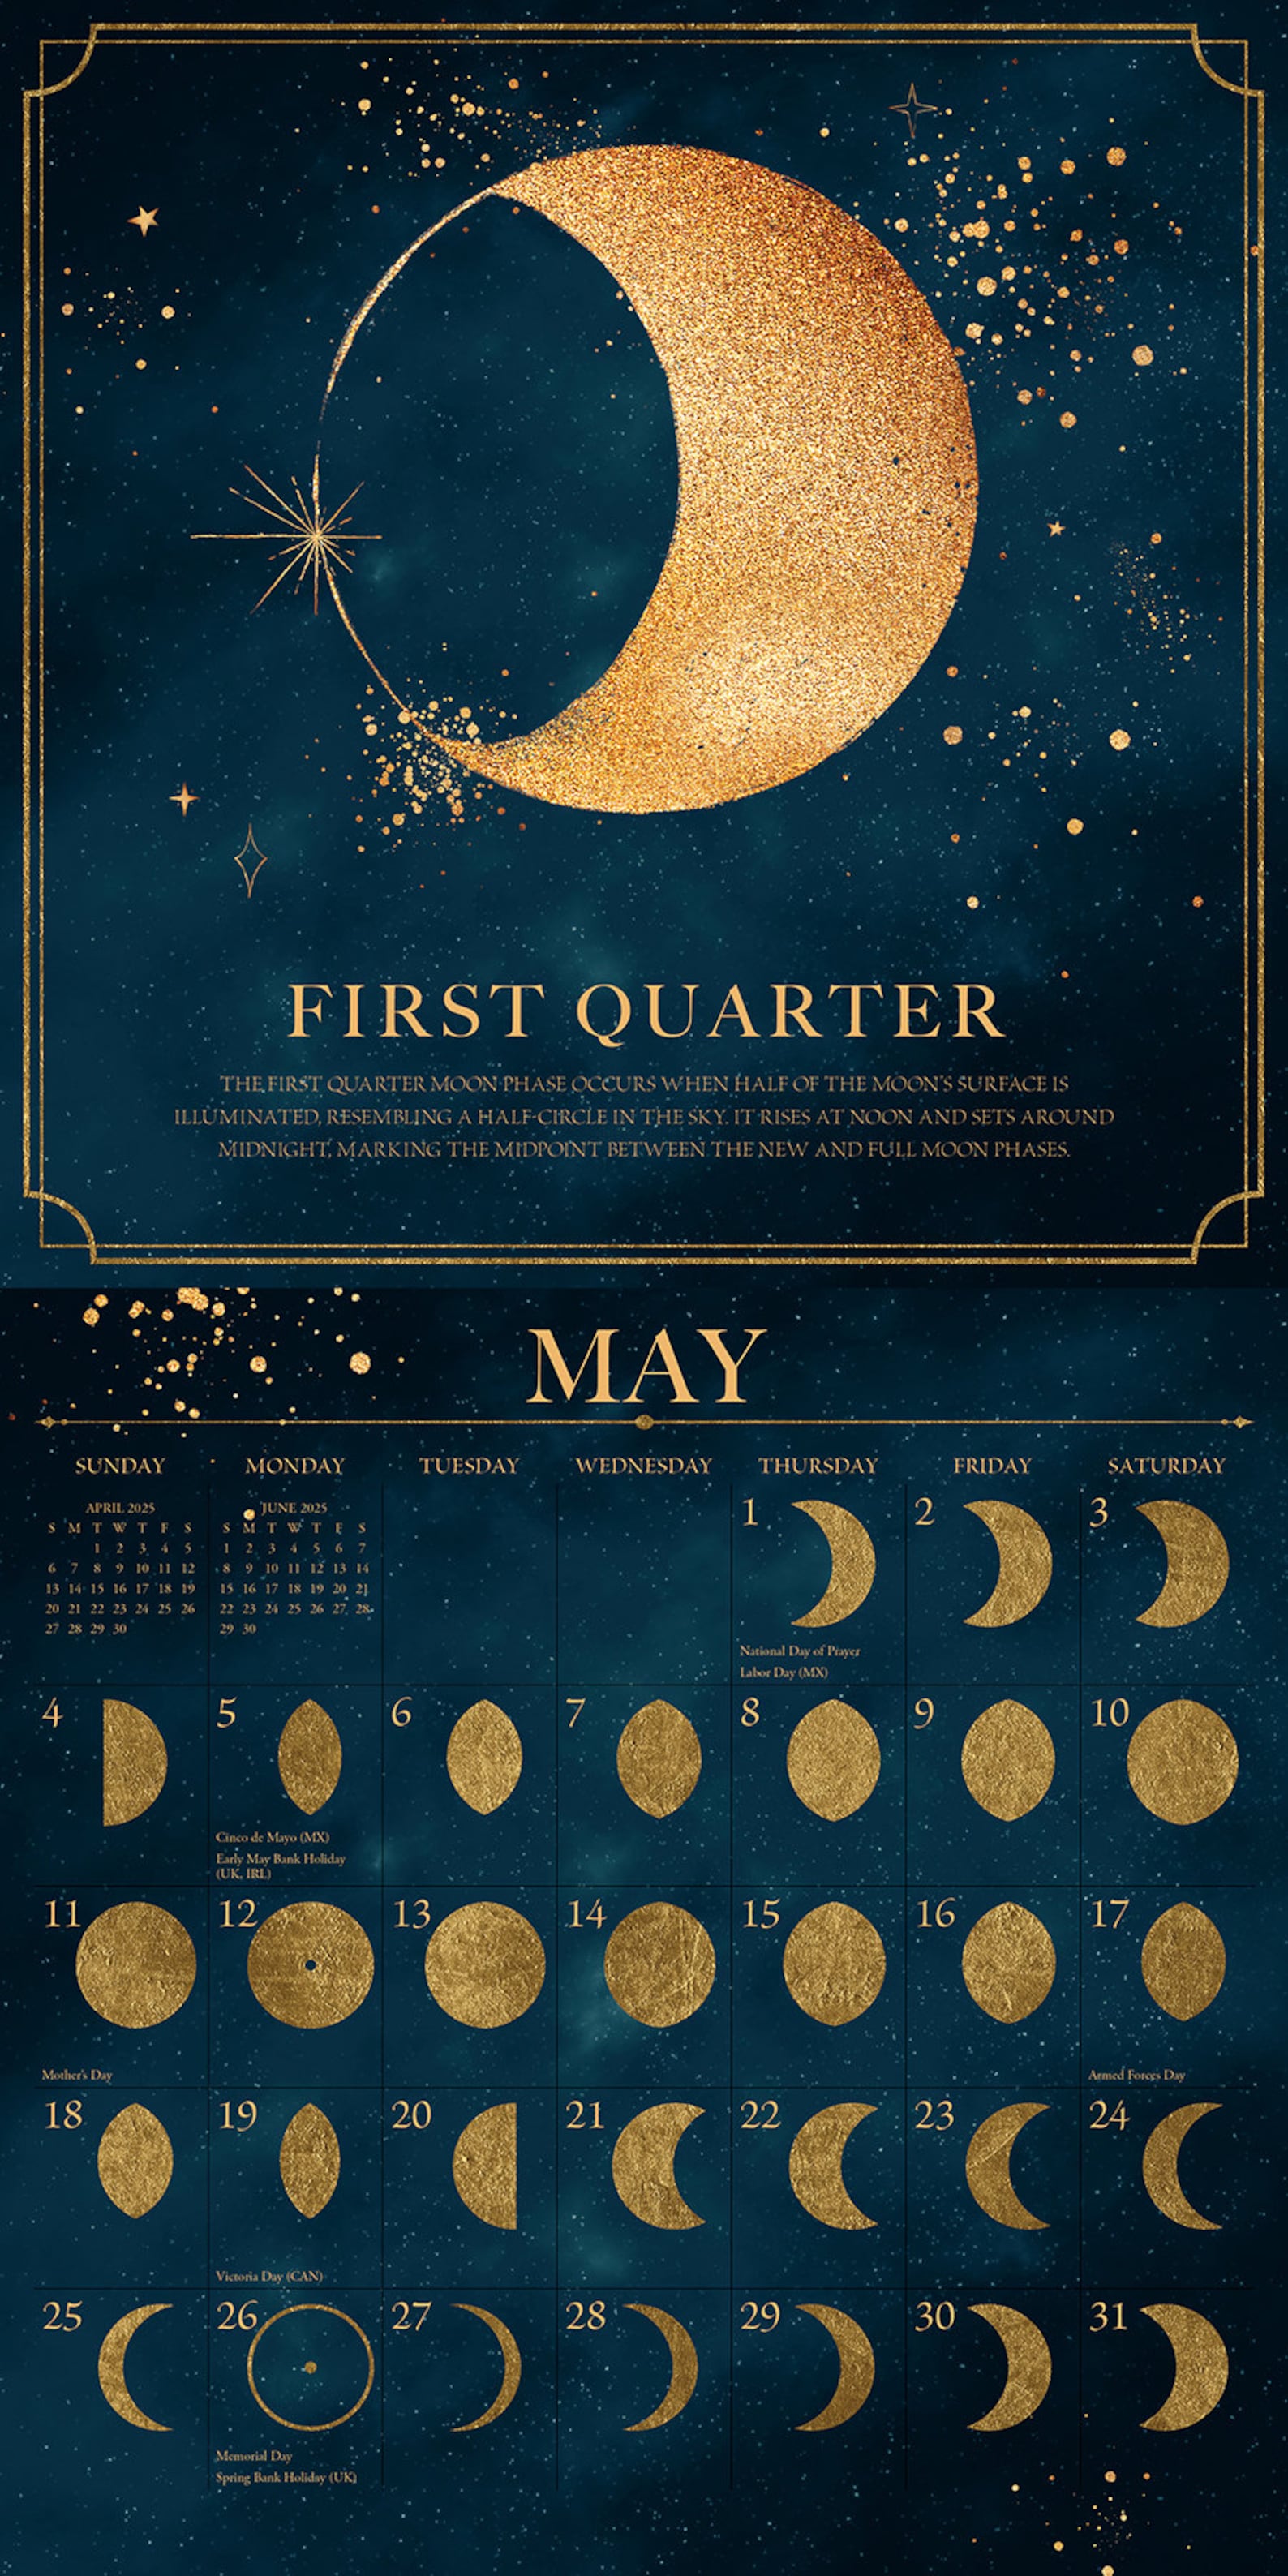 FIRST QUARTER
THE FIRST QUARTER MOON PHASE OCCURS WHEN HALF OF THE MOON'S SURFACE IS
ILLUMINATED, RESEMBLING A HALF-CIRCLE IN THE SKY. IT RISES AT NOON AND SETS AROUND
MIDNIGHT, MARKING THE MIDPOINT BETWEEN THE NEW AND FULL MOON PHASES.
MAY
SUNDAY MONDAY TUESDAY WEDNESDAY THURSDAY FRIDAY SATURDAY
APRIL 2025
S M T W T F S
1 2 3 4 5
6 7 8 9 10 11 12
13 14 15 16 17 18 19
20 21 22 23 24 25 26
27 28 29 30
JUNE 2025
S M T W T F S
1 2 3 4 5 6 7
8 9 10 11 12 13 14
15 16 17 18 19 20 21
22 23 24 25 26 27 28
29 30
1 2 3
National Day of Prayer
Labor Day (MX)
4 5 6 7 8 9 10
Cinco de Mayo (MX)
Early May Bank Holiday
(UK, IRL)
11 12 13 14 15 16 17
Mother's Day
Armed Forces Day
18 19 20 21 22 23 24
Victoria Day (CAN)
25 26 27 28 29 30 31
Memorial Day
Spring Bank Holiday (UK)